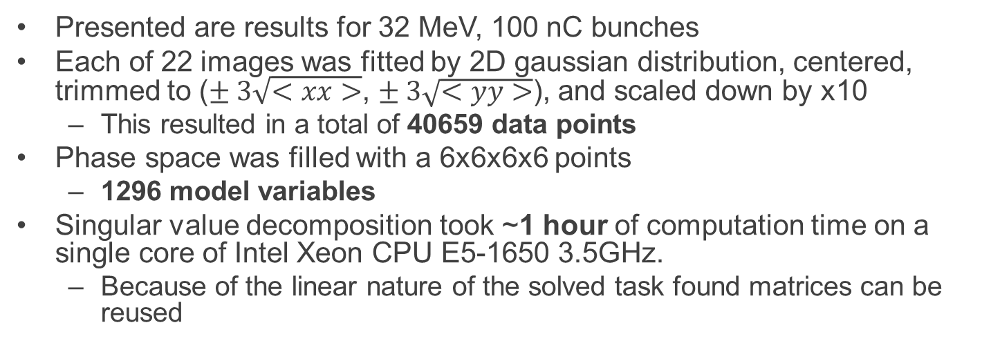 • Presented are results for 32 MeV, 100 nC bunches
• Each of 22 images was fitted by 2D gaussian distribution, centered,
trimmed to (± 3√< xx >, ± 3√< yy >), and scaled down by x10
– This resulted in a total of 40659 data points
• Phase space was filled with a 6x6x6x6 points
– 1296 model variables
• Singular value decomposition took ~1 hour of computation time on a
single core of Intel Xeon CPU E5-1650 3.5GHz.
– Because of the linear nature of the solved task found matrices can be
reused